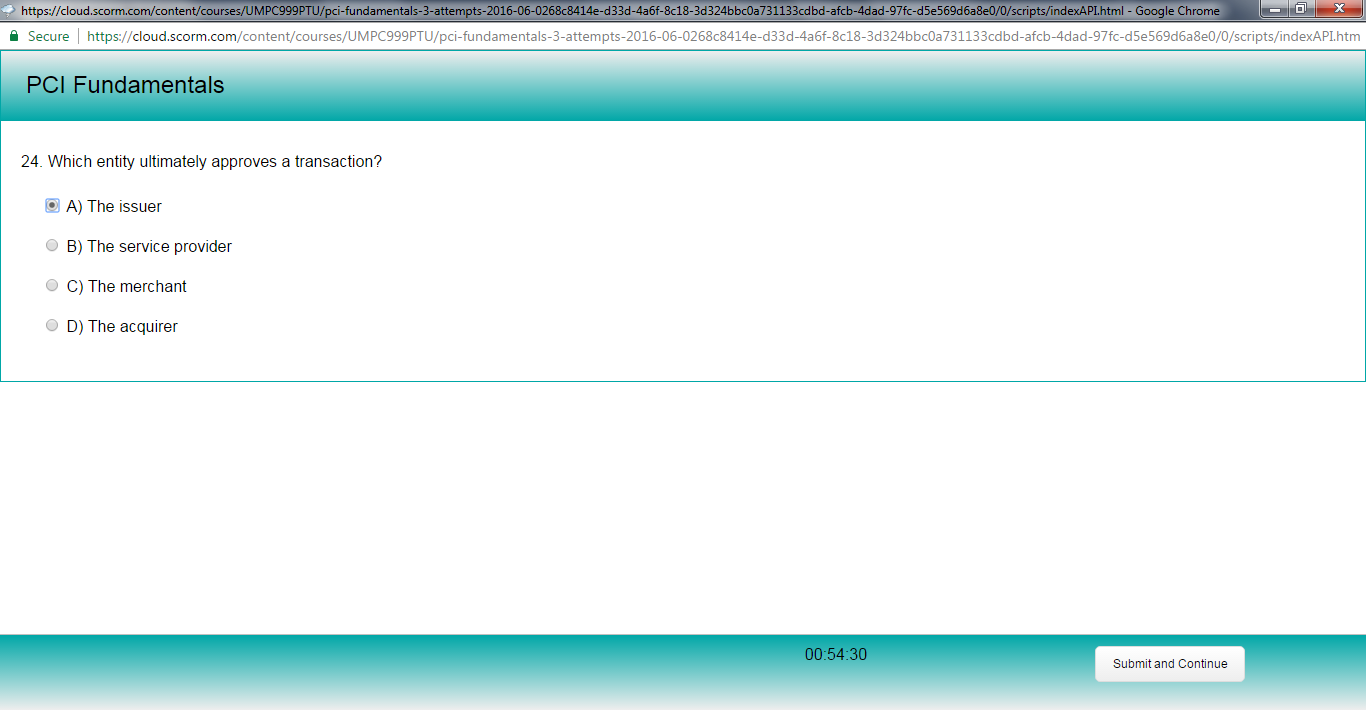 https://cloud.scorm.com/content/courses/UMPC999PTU/pci-fundamentals-3-attempts-2016-06-0268c8414e-d33d-4a6f-8c18-3d324bbc0a731133cdbd-afcb-4dad-97fc-d5e569d6a8e0/0/scripts/indexAPI.html - Google Chrome
Secure | https://cloud.scorm.com/content/courses/UMPC999PTU/pci-fundamentals-3-attempts-2016-06-0268c8414e-d33d-4a6f-8c18-3d324bbc0a731133cdbd-afcb-4dad-97fc-d5e569d6a8e0/0/scripts/indexAPI.htm
PCI Fundamentals
24. Which entity ultimately approves a transaction?
A) The issuer
B) The service provider
C) The merchant
D) The acquirer
00:54:30
Submit and Continue